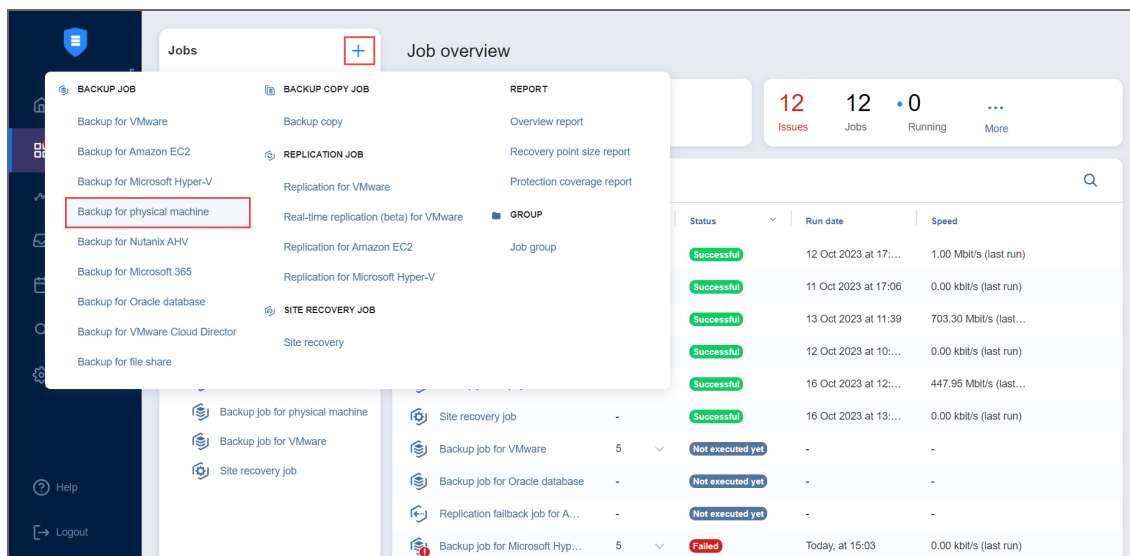 Jobs
Job overview
BACKUP JOB
Backup for VMware
Backup for Amazon EC2
Backup for Microsoft Hyper-V
Backup for physical machine
Backup for Nutanix AHV
Backup for Microsoft 365
Backup for Oracle database
Backup for VMware Cloud Director
Backup for file share
BACKUP COPY JOB
Backup copy
REPLICATION JOB
Replication for VMware
Real-time replication (beta) for VMware
Replication for Amazon EC2
Replication for Microsoft Hyper-V
SITE RECOVERY JOB
Site recovery
REPORT
Overview report
Recovery point size report
Protection coverage report
GROUP
Job group
12 12 0 ...
Issues Jobs Running More
Status Run date Speed
Successful 12 Oct 2023 at 17:... 1.00 Mbit/s (last run)
Successful 11 Oct 2023 at 17:06 0.00 kbit/s (last run)
Successful 13 Oct 2023 at 11:39 703.30 Mbit/s (last...
Successful 12 Oct 2023 at 10:... 0.00 kbit/s (last run)
Successful 16 Oct 2023 at 12:... 447.95 Mbit/s (last...
Site recovery job - Successful 16 Oct 2023 at 13:... 0.00 kbit/s (last run)
Backup job for VMware 5 Not executed yet - -
Backup job for Oracle database - Not executed yet - -
Replication failback job for A... - Not executed yet - -
Backup job for Microsoft Hyp... 5 Failed Today, at 15:03 0.00 kbit/s (last run)
Backup job for physical machine
Backup job for VMware
Site recovery job
Help
Logout